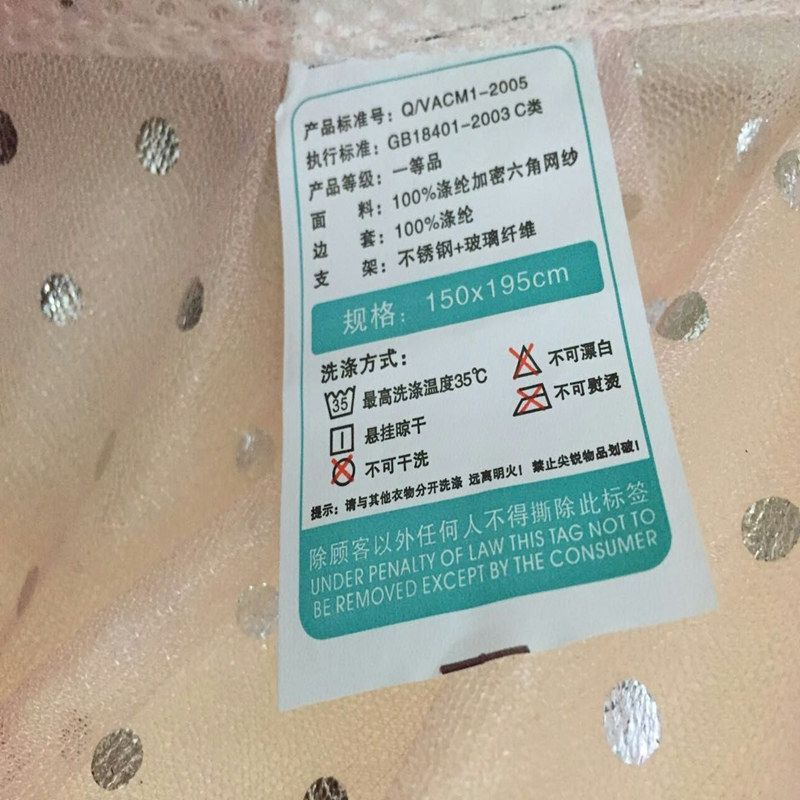 产品标准号：Q/VACM1-2005
执行标准：GB18401-2003 C类
产品等级：一等品
面 料：100%涤纶加密六角网纱
边 套：100%涤纶
支 架：不锈钢+玻璃纤维
规格：150x195cm
洗涤方式：
35 最高洗涤温度35℃
不可漂白
悬挂晾干
不可熨烫
不可干洗
提示：请与其他衣物分开洗涤 远离明火！ 禁止尖锐物品划破！
除顾客以外任何人不得撕除此标签
UNDER PENALTY OF LAW THIS TAG NOT TO
BE REMOVED EXCEPT BY THE CONSUMER